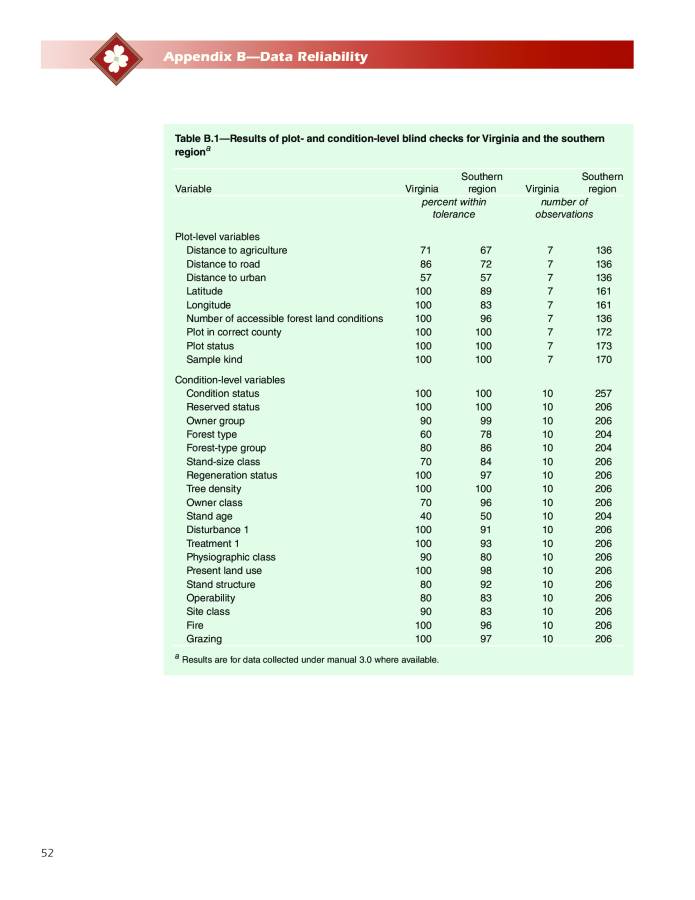 Appendix B—Data Reliability
Table B.1—Results of plot- and condition-level blind checks for Virginia and the southern
region a
Southern Southern
Variable Virginia region Virginia region
percent within number of
tolerance observations
Plot-level variables
Distance to agriculture 71 67 7 136
Distance to road 86 72 7 136
Distance to urban 57 57 7 136
Latitude 100 89 7 161
Longitude 100 83 7 161
Number of accessible forest land conditions 100 96 7 136
Plot in correct county 100 100 7 172
Plot status 100 100 7 173
Sample kind 100 100 7 170
Condition-level variables
Condition status 100 100 10 257
Reserved status 100 100 10 206
Owner group 90 99 10 206
Forest type 60 78 10 204
Forest-type group 80 86 10 204
Stand-size class 70 84 10 206
Regeneration status 100 97 10 206
Tree density 100 100 10 206
Owner class 70 96 10 206
Stand age 40 50 10 204
Disturbance 1 100 91 10 206
Treatment 1 100 93 10 206
Physiographic class 90 80 10 206
Present land use 100 98 10 206
Stand structure 80 92 10 206
Operability 80 83 10 206
Site class 90 83 10 206
Fire 100 96 10 206
Grazing 100 97 10 206
a Results are for data collected under manual 3.0 where available.
52